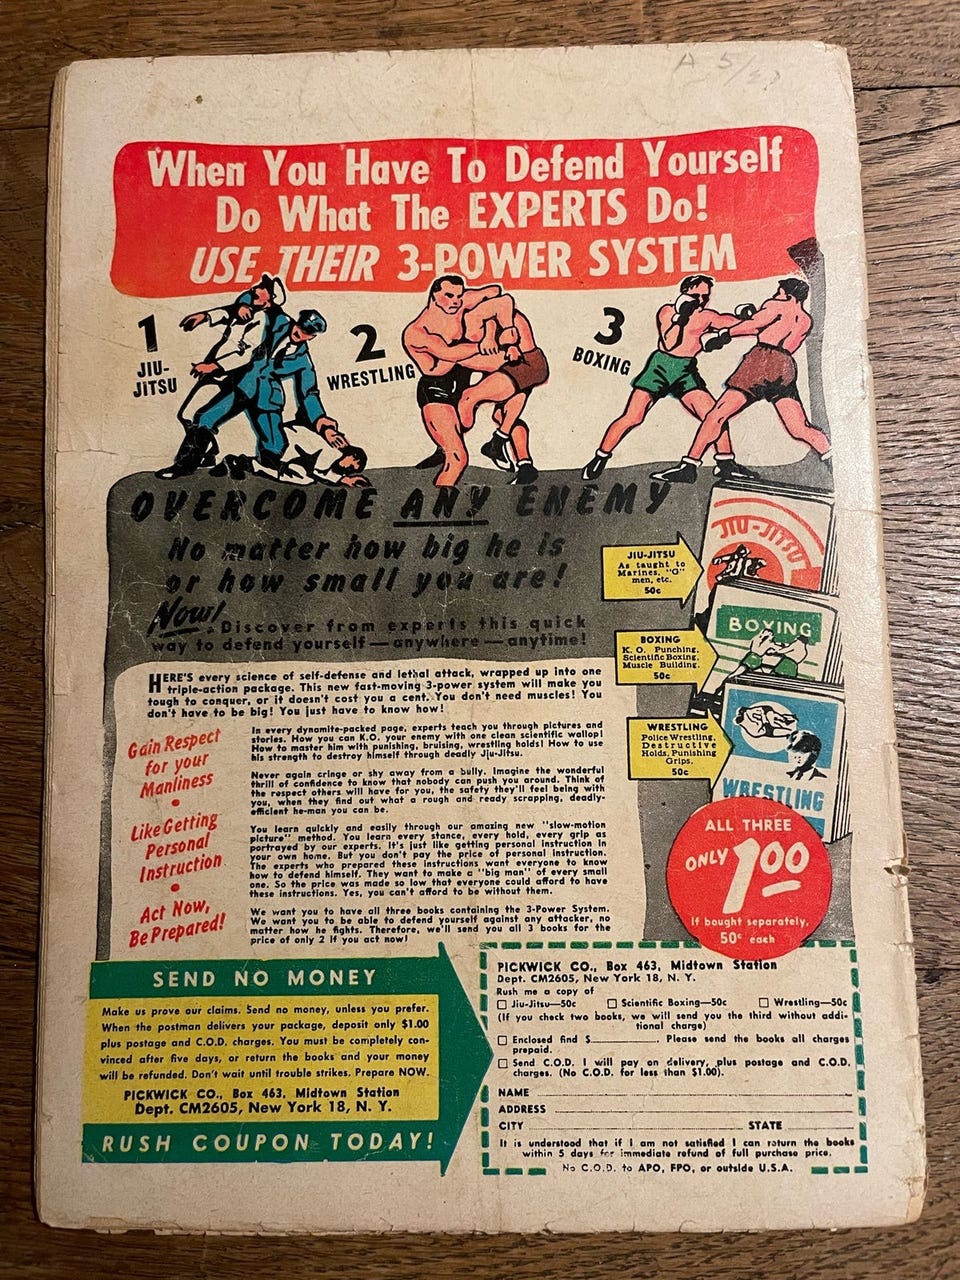 A 5/
When You Have To Defend Yourself
Do What The EXPERTS Do!
USE THEIR 3-POWER SYSTEM
1
JIU-
JITSU
2
WRESTLING
3
BOXING
OVERCOME ANY ENEMY
No matter how big he is
or how small you are!
Now!
Discover from experts this quick
way to defend yourself—anywhere—anytime!
HERE'S every science of self-defense and lethal attack, wrapped up into one
triple-action package. This new fast-moving 3-power system will make you
tough to conquer, or it doesn't cost you a cent. You don't need muscles! You
don't have to be big! You just have to know how!
Gain Respect
for your
Manliness
•
Like Getting
Personal
Instruction
•
Act Now,
Be Prepared!
In every dynamite-packed page, experts teach you through pictures and
stories. How you can K.O. your enemy with one clean scientific wallop!
How to master him with punishing, bruising, wrestling holds! How to use
his strength to destroy himself through deadly Jiu-Jitsu.
Never again cringe or shy away from a bully. Imagine the wonderful
thrill of confidence to know that nobody can push you around. Think of
the respect others will have for you, the safety they'll feel being with
you, when they find out what a rough and ready scrapping, deadly-
efficient he-man you can be.
You learn quickly and easily through our amazing new "slow-motion
picture" method. You learn every stance, every hold, every grip as
portrayed by our experts. It's just like getting personal instruction in
your own home. But you don't pay the price of personal instruction.
The experts who prepared these instructions want everyone to know
how to defend himself. They want to make a "big man" of every small
one. So the price was made so low that everyone could afford to have
these instructions. Yes, you can't afford to be without them.
We want you to have all three books containing the 3-Power System.
We want you to be able to defend yourself against any attacker, no
matter how he fights. Therefore, we'll send you all 3 books for the
price of only 2 if you act now!
JIU-JITSU
As taught to
Marines, "G"
men, etc.
50c
JIU-JITSU
BOXING
K. O. Punching,
Scientific Boxing,
Muscle Building.
50c
BOXING
WRESTLING
Police Wrestling,
Destructive
Holds, Punishing
Grips.
50c
WRESTLING
ALL THREE
ONLY 1.00
If bought separately,
50c each
SEND NO MONEY
Make us prove our claims. Send no money, unless you prefer.
When the postman delivers your package, deposit only $1.00
plus postage and C.O.D. charges. You must be completely con-
vinced after five days, or return the books and your money
will be refunded. Don't wait until trouble strikes. Prepare NOW.
PICKWICK CO., Box 463, Midtown Station
Dept. CM2605, New York 18, N. Y.
RUSH COUPON TODAY!
PICKWICK CO., Box 463, Midtown Station
Dept. CM2605, New York 18, N. Y.
Rush me a copy of
☐ Jiu-Jitsu—50c ☐ Scientific Boxing—50c ☐ Wrestling—50c
(If you check two books, we will send you the third without addi-
tional charge)
☐ Enclosed find $________. Please send the books all charges
prepaid.
☐ Send C.O.D. I will pay on delivery, plus postage and C.O.D.
charges. (No C.O.D. for less than $1.00).
NAME
ADDRESS
CITY STATE
It is understood that if I am not satisfied I can return the books
within 5 days for immediate refund of full purchase price.
No C.O.D. to APO, FPO, or outside U.S.A.